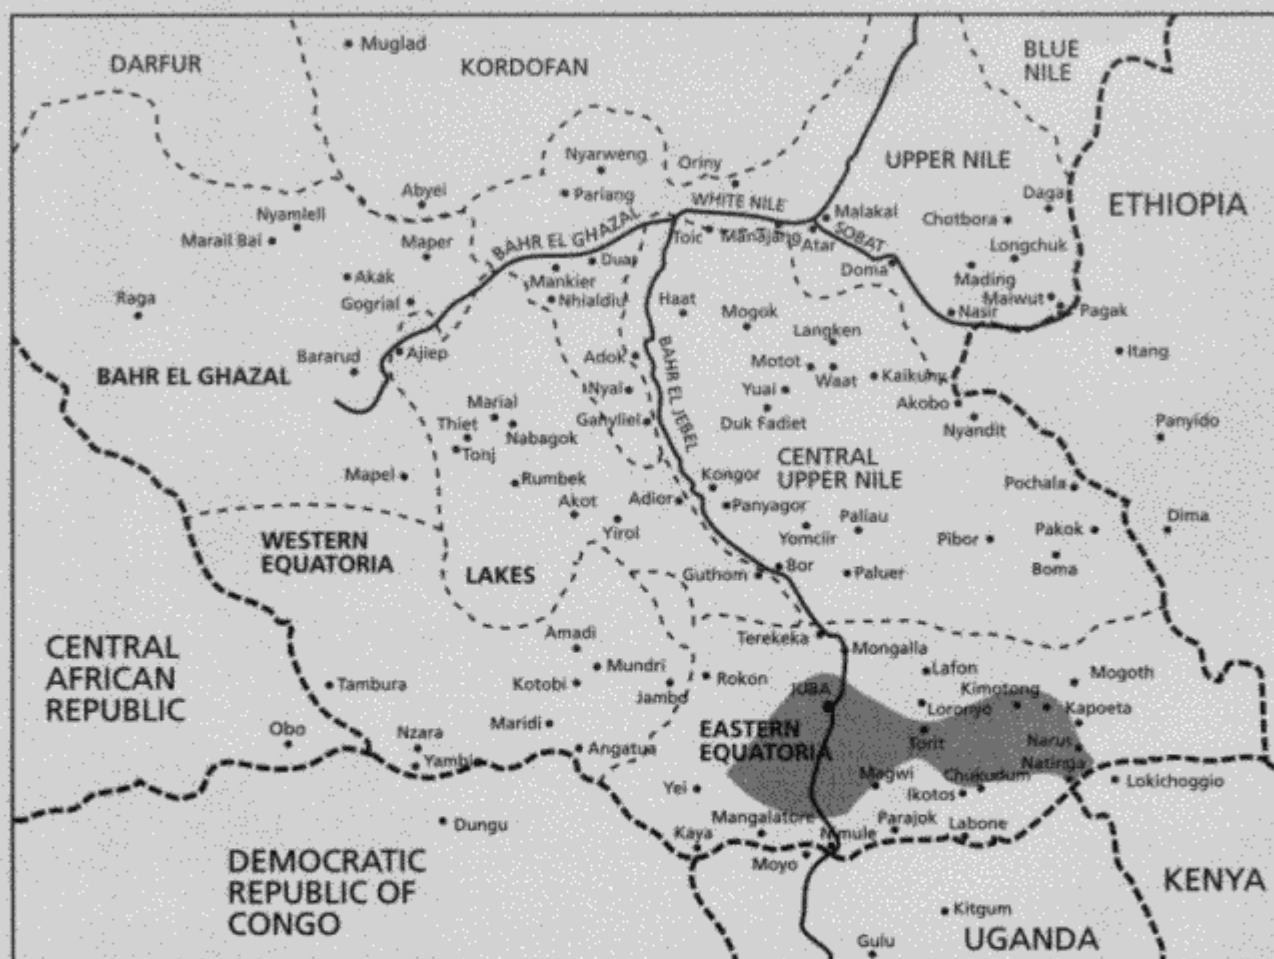 Muglad
DARFUR
KORDOFAN
BLUE
NILE
Nyarweng
Oriny
UPPER NILE
Abyei
Pariang
WHITE NILE
Daga
ETHIOPIA
Nyamlell
Malakal
Chotbora
Marail Bai
Maper
BAHR EL GHAZAL
Toic
Manajang
Atar
SOBAT
Longchuk
Akak
Mankier
Duar
Doma
Mading
Raga
Gogrial
Nhialdiu
Haat
Mogok
Maiwut
Nasir
Pagak
Langken
Bararud
Ajiep
Adok
BAHR EL JEBEL
Motot
Waat
Itang
BAHR EL GHAZAL
Nyal
Yuai
Kaikuny
Marial
Akobo
Thiet
Nabagok
Ganyliel
Duk Fadiet
Nyandit
Panyido
Tonj
CENTRAL
UPPER NILE
Mapel
Rumbek
Kongor
Pochala
Akot
Adior
Panyagor
Paliau
Dima
WESTERN
EQUATORIA
Yirol
Yomciir
Pibor
Pakok
LAKES
Guthom
Bor
Paluer
Boma
Amadi
Terekeka
Mongalla
CENTRAL
AFRICAN
REPUBLIC
Mundri
Lafon
Mogoth
Tambura
Kotobi
Jambo
Rokon
JUBA
Kimotong
Loronyo
Kapoeta
Obo
Nzara
Maridi
EASTERN
EQUATORIA
Torit
Narus
Yambio
Angatua
Magwi
Chukudum
Natinga
Yei
Ikotos
Lokichoggio
Dungu
Mangalatore
Parajok
Labone
Kaya
Nimule
DEMOCRATIC
REPUBLIC OF
CONGO
Moyo
KENYA
Kitgum
Gulu
UGANDA